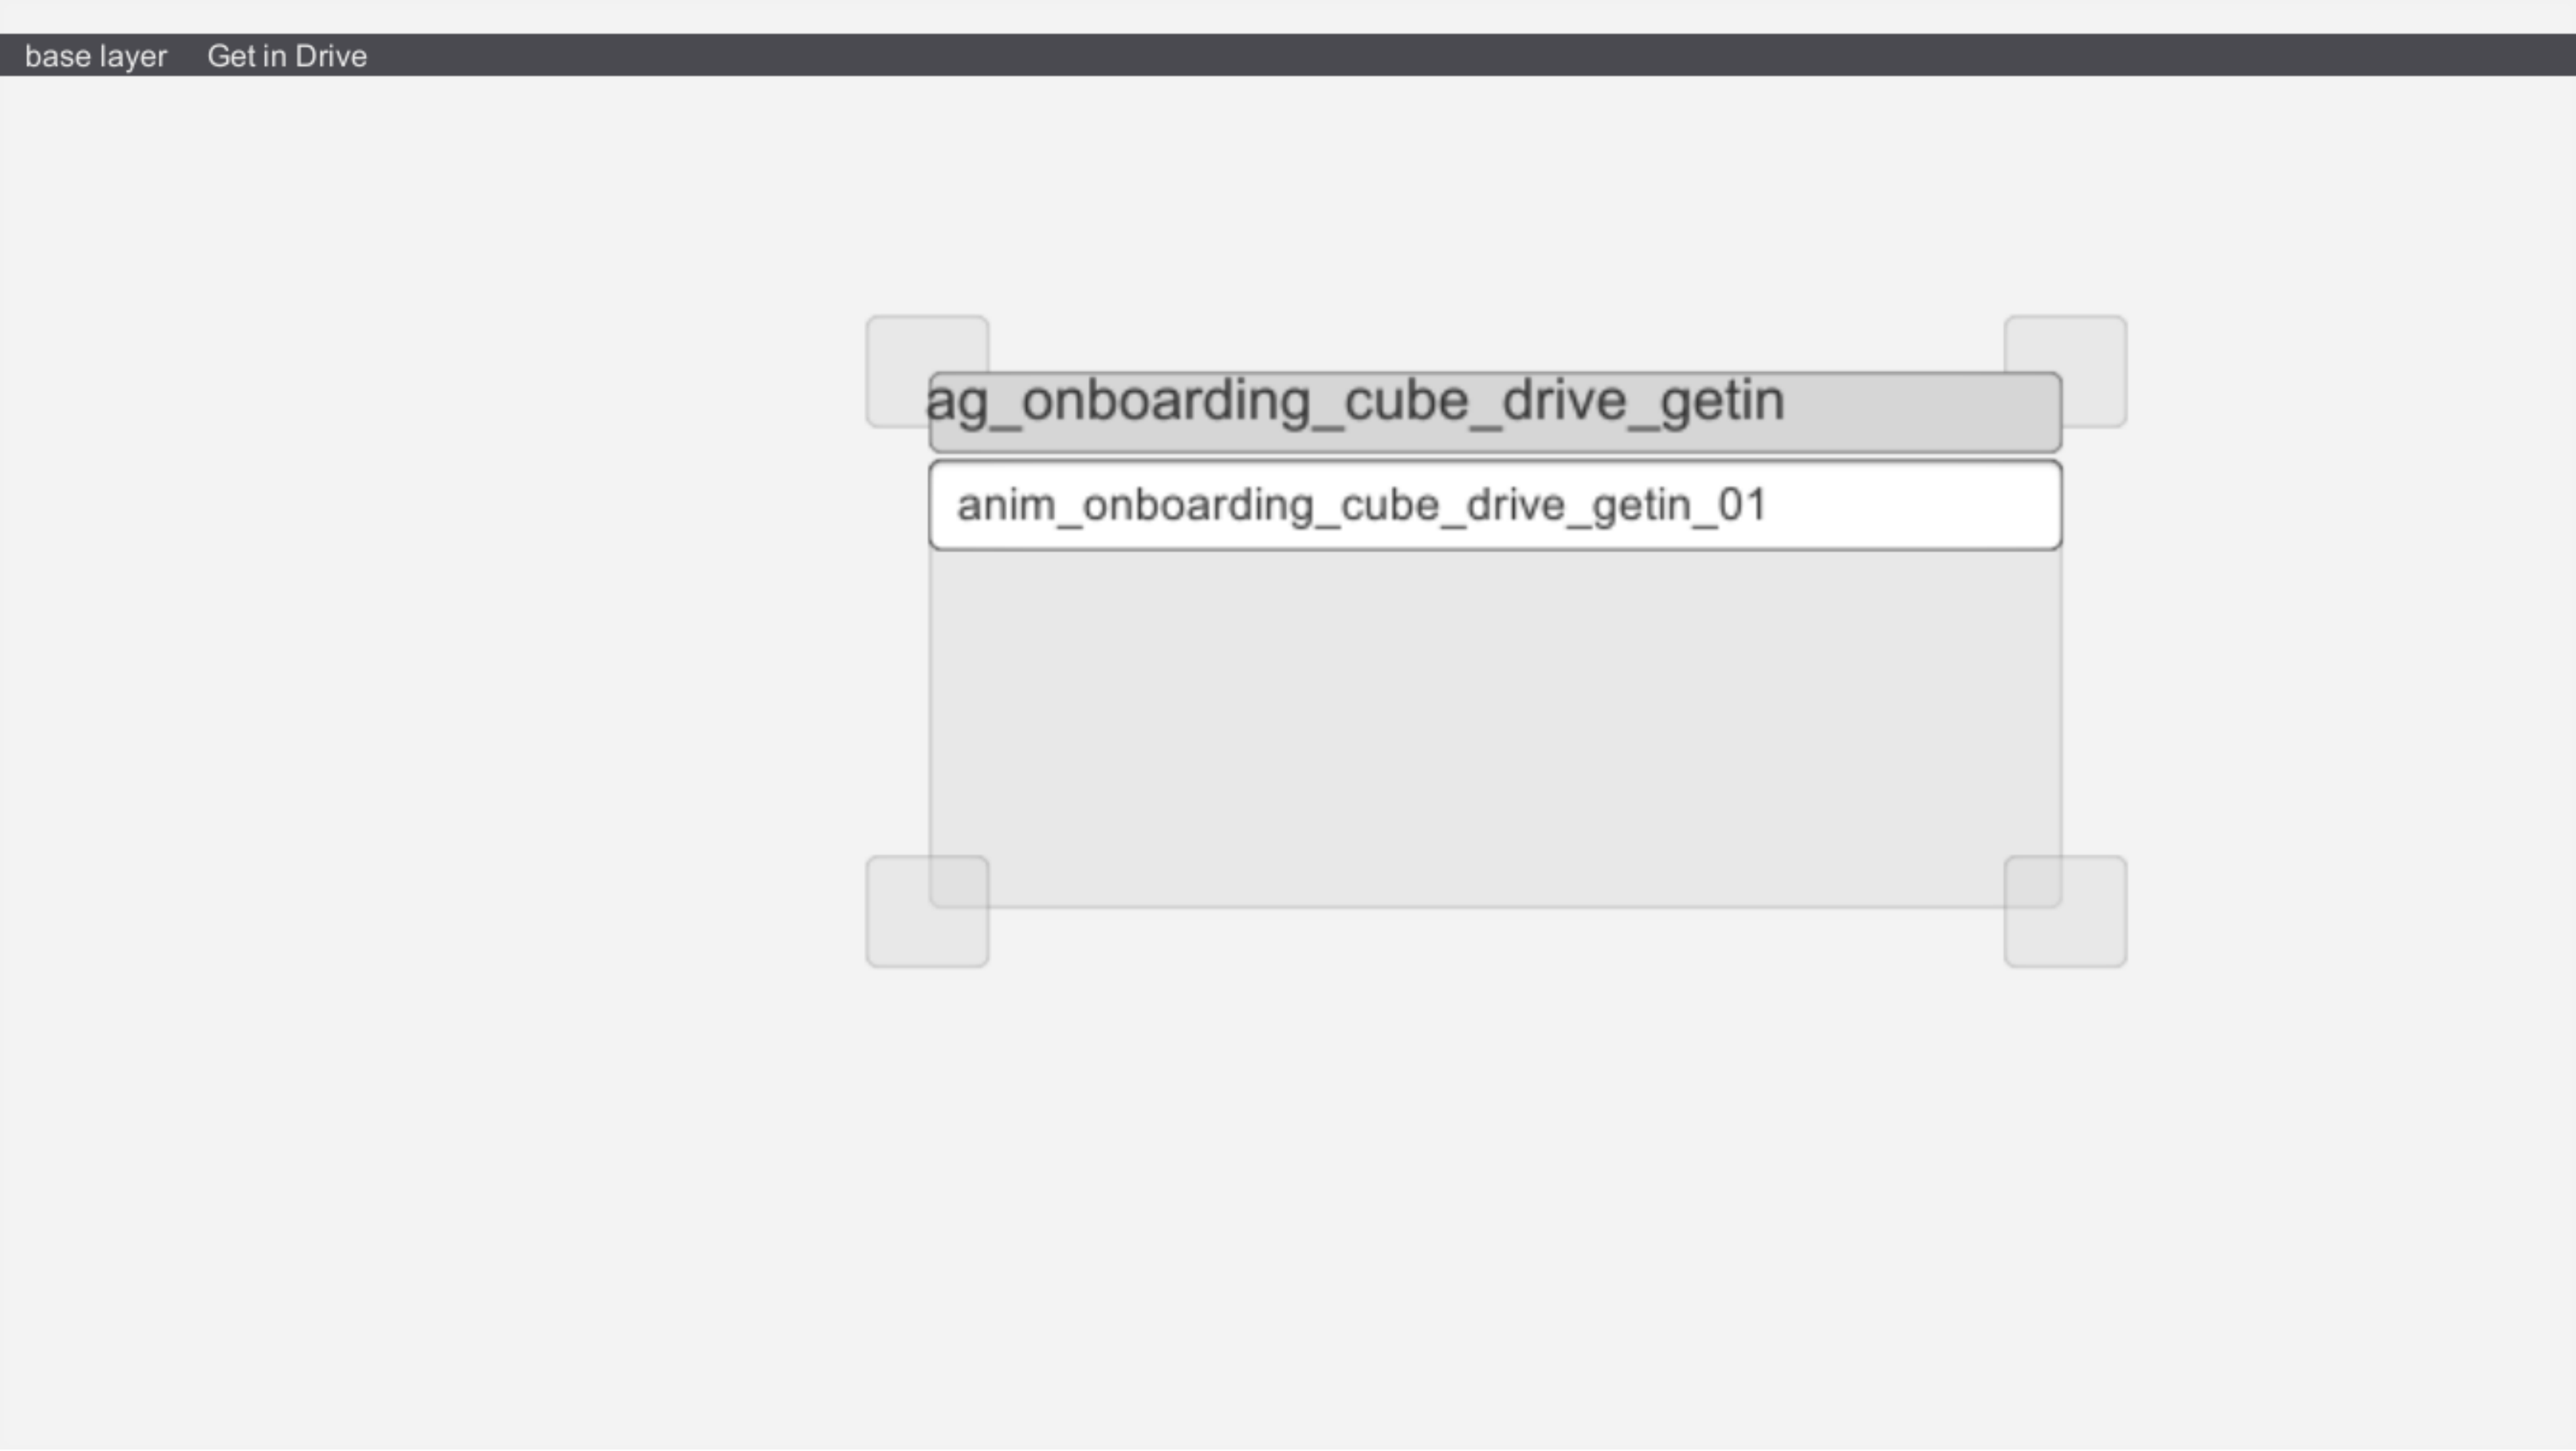 base layer Get in Drive
ag_onboarding_cube_drive_getin
anim_onboarding_cube_drive_getin_01